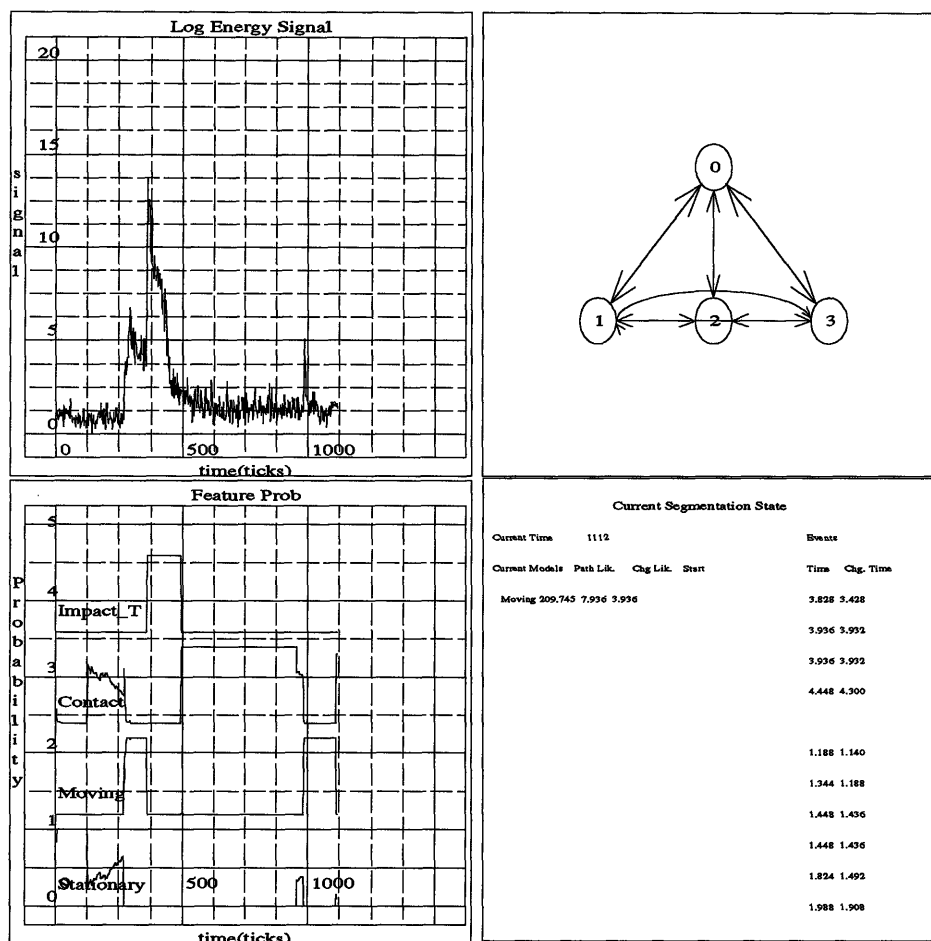 Log Energy Signal
20
15
10
5
0
signal
0 500 1000
time(ticks)
0
1 2 3
Feature Prob
5
4
3
2
1
0
Probability
Impact_T
Contact
Moving
Stationary
0 500 1000
time(ticks)
Current Segmentation State
Current Time 1112 Events
Current Models Path Lik. Chg Lik. Start Time Chg. Time
Moving 209.745 7.936 3.936 3.828 3.428
3.936 3.932
3.936 3.932
4.448 4.300
1.188 1.140
1.344 1.188
1.448 1.436
1.448 1.436
1.824 1.492
1.988 1.908